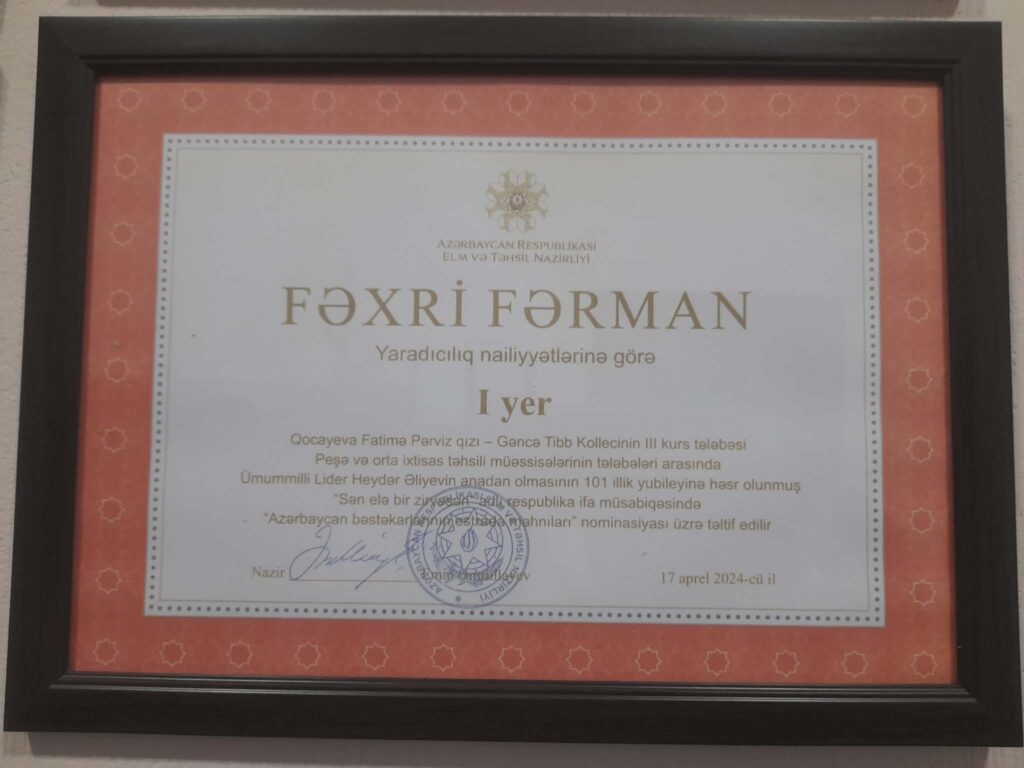 AZƏRBAYCAN RESPUBLIKASI
ELM VƏ TƏHSIL NAZIRLIYI
FƏXRİ FƏRMAN
Yaradıcılıq nailiyyətlərinə görə
I yer
Qocayeva Fatimə Pərviz qızı – Gəncə Tibb Kollecinin III kurs tələbəsi
Peşə və orta ixtisas təhsili müəssisələrinin tələbələri arasında
Ümummilli Lider Heydər Əliyevin anadan olmasının 101 illik yubileyinə həsr olunmuş
“Sən elə bir zirvəsən” adlı respublika ifa müsabiqəsində
“Azərbaycan bəstəkarlarının estrada mahnıları” nominasiyası üzrə təltif edilir
Nazir
Emin Əmrullayev
17 aprel 2024-cü il